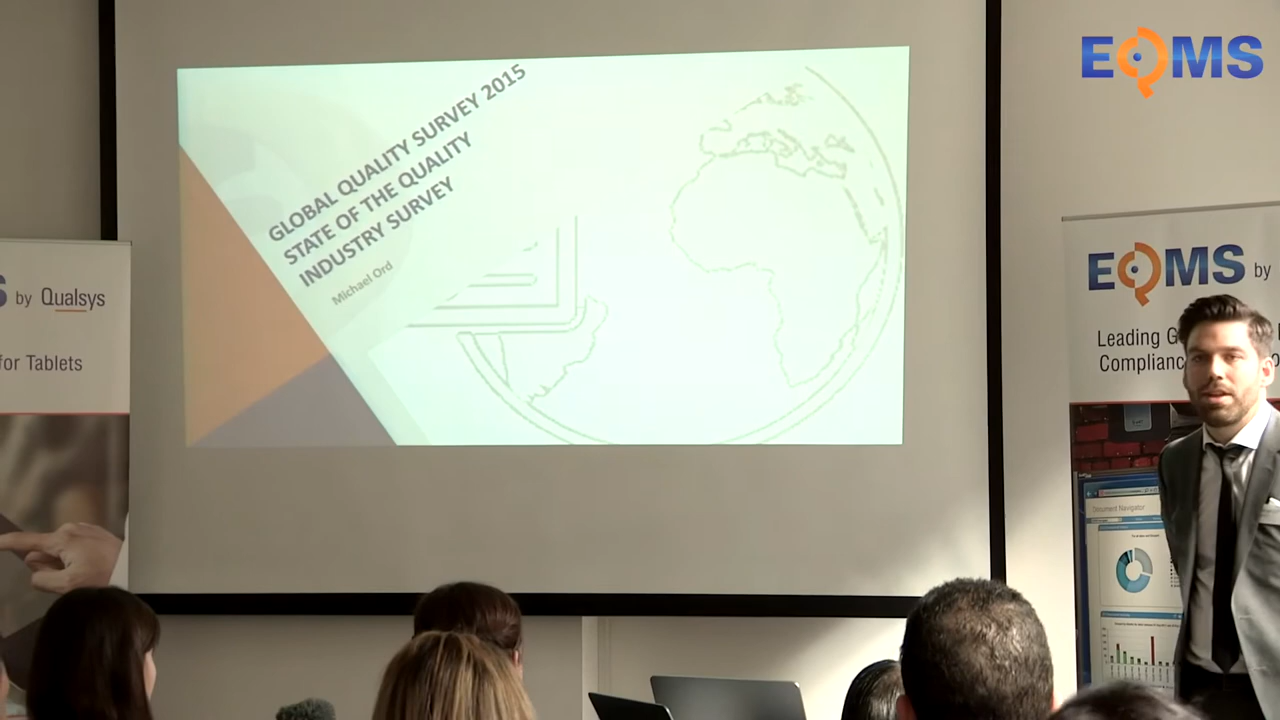 EQMS
GLOBAL QUALITY SURVEY 2015
STATE OF THE QUALITY
INDUSTRY SURVEY
Michael Ord
S by Qualsys
for Tablets
EQMS by
Leading G
Complianc
Document Navigator